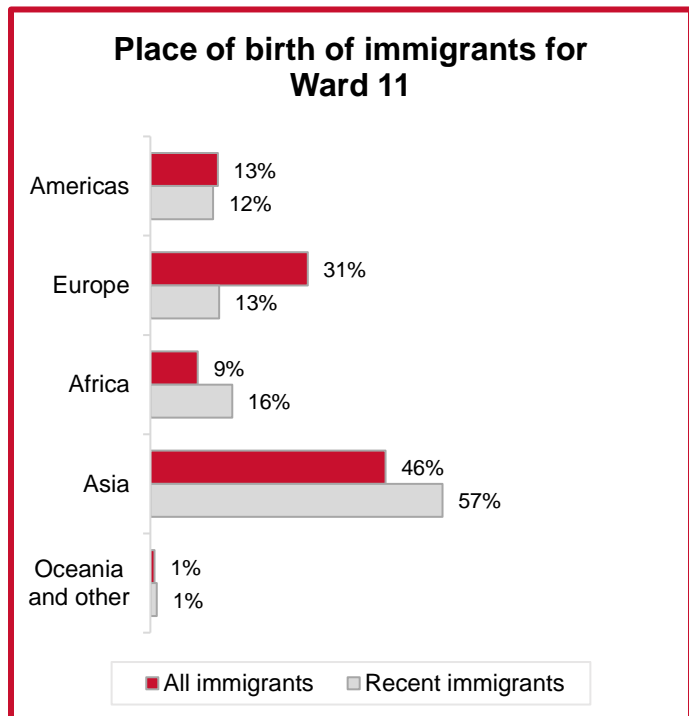 Place of birth of immigrants for
Ward 11
Americas
13%
12%
Europe
31%
13%
Africa
9%
16%
Asia
46%
57%
Oceania
and other
1%
1%
All immigrants
Recent immigrants